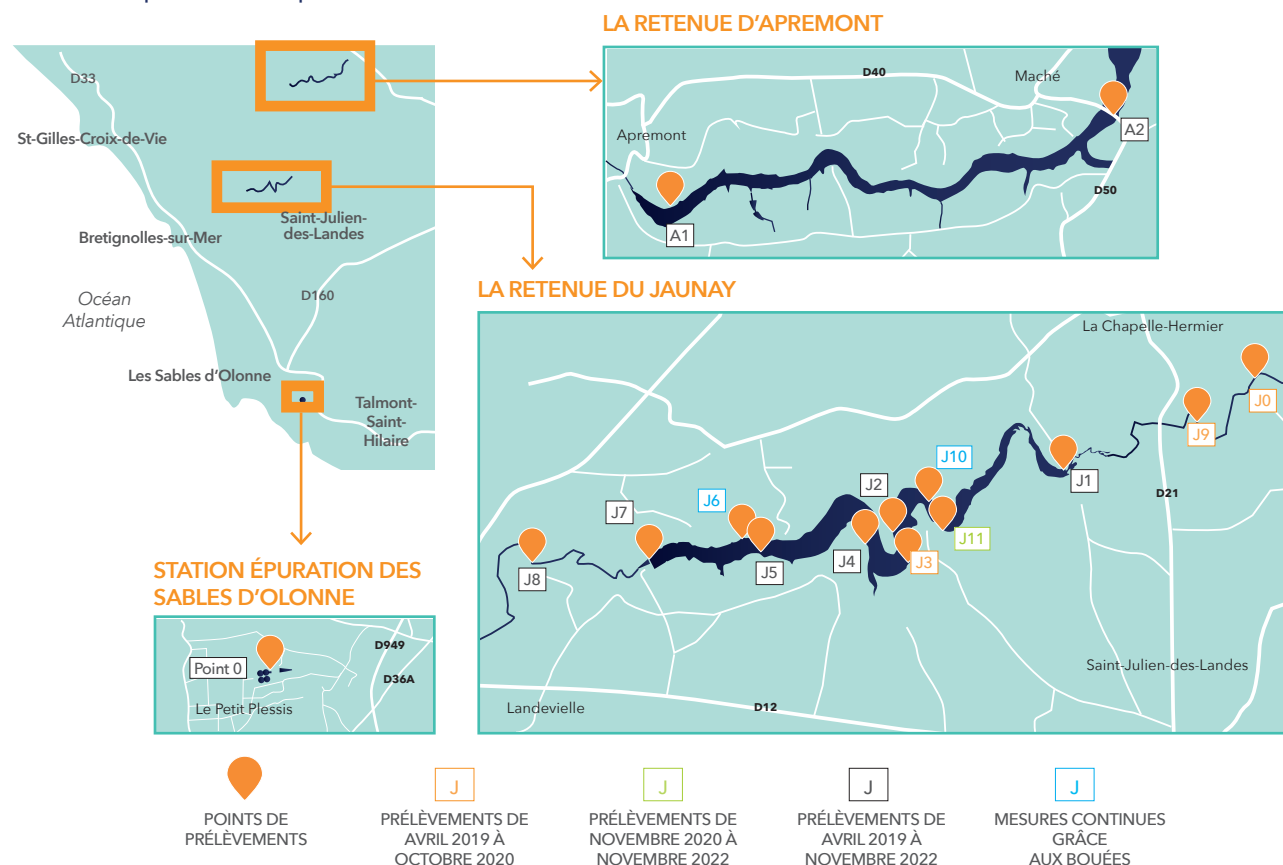 LA RETENUE D'APREMONT
D33
St-Gilles-Croix-de-Vie
Saint-Julien-
des-Landes
Bretignolles-sur-Mer
Océan
Atlantique
D160
Les Sables d'Olonne
Talmont-
Saint-
Hilaire
D40
Maché
Apremont
A2
D50
A1
LA RETENUE DU JAUNAY
La Chapelle-Hermier
J0
J9
J10
J2
J1
J6
D21
J7
J11
J4
J3
J5
J8
Saint-Julien-des-Landes
Landevielle
D12
STATION ÉPURATION DES
SABLES D'OLONNE
D949
Point 0
D36A
Le Petit Plessis
POINTS DE
PRÉLÈVEMENTS
J
PRÉLÈVEMENTS DE
AVRIL 2019 À
OCTOBRE 2020
J
PRÉLÈVEMENTS DE
NOVEMBRE 2020 À
NOVEMBRE 2022
J
PRÉLÈVEMENTS DE
AVRIL 2019 À
NOVEMBRE 2022
J
MESURES CONTINUES
GRÂCE
AUX BOUÉES